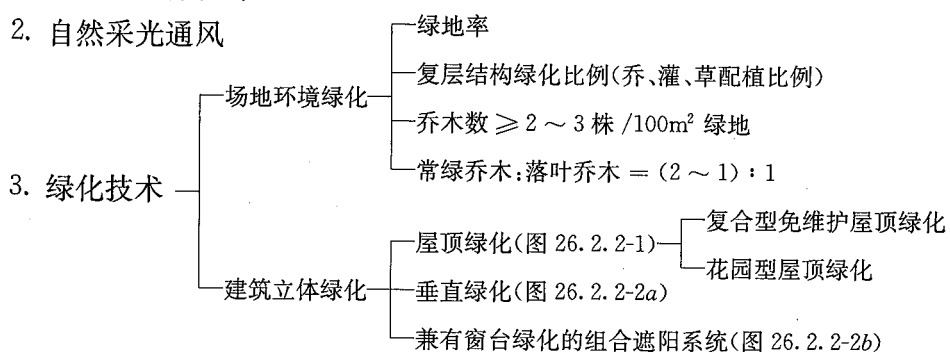 2. 自然采光通风
绿地率
复层结构绿化比例(乔、灌、草配植比例)
场地环境绿化
乔木数≥2～3株/100m² 绿地
常绿乔木:落叶乔木=(2～1):1
3. 绿化技术
复合型免维护屋顶绿化
屋顶绿化(图 26.2.2-1)
花园型屋顶绿化
建筑立体绿化
垂直绿化(图 26.2.2-2a)
兼有窗台绿化的组合遮阳系统(图 26.2.2-2b)